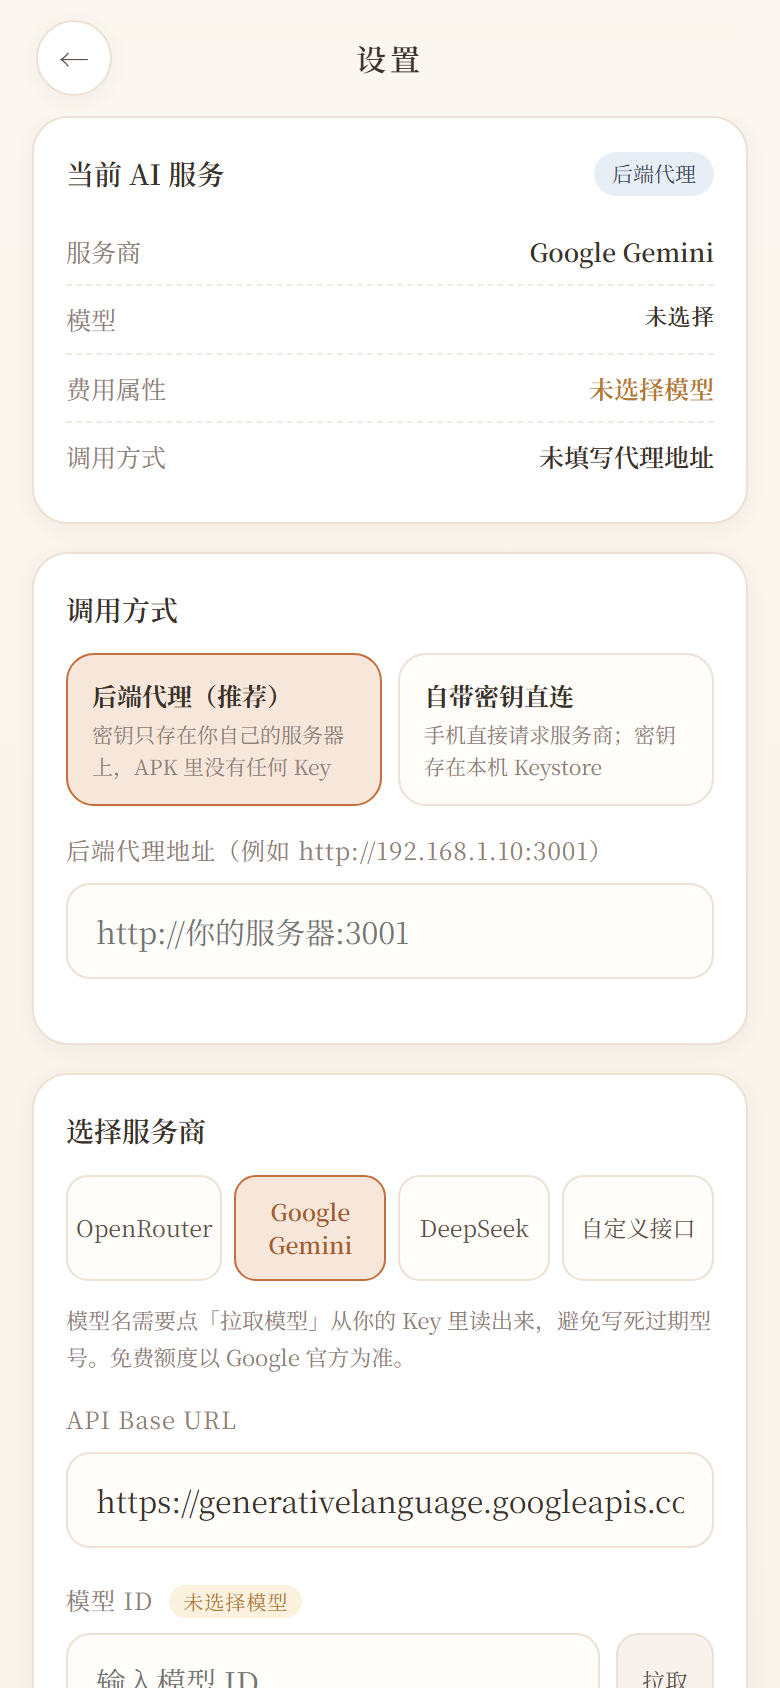 ←
设置
当前 AI 服务
后端代理
服务商
Google Gemini
模型
未选择
费用属性
未选择模型
调用方式
未填写代理地址
调用方式
后端代理（推荐）
密钥只存在你自己的服务器
上，APK 里没有任何 Key
自带密钥直连
手机直接请求服务商；密钥
存在本机 Keystore
后端代理地址（例如 http://192.168.1.10:3001）
http://你的服务器:3001
选择服务商
OpenRouter
Google
Gemini
DeepSeek
自定义接口
模型名需要点「拉取模型」从你的 Key 里读出来，避免写死过期型
号。免费额度以 Google 官方为准。
API Base URL
https://generativelanguage.googleapis.cc
模型 ID
未选择模型
输入模型 ID
拉取